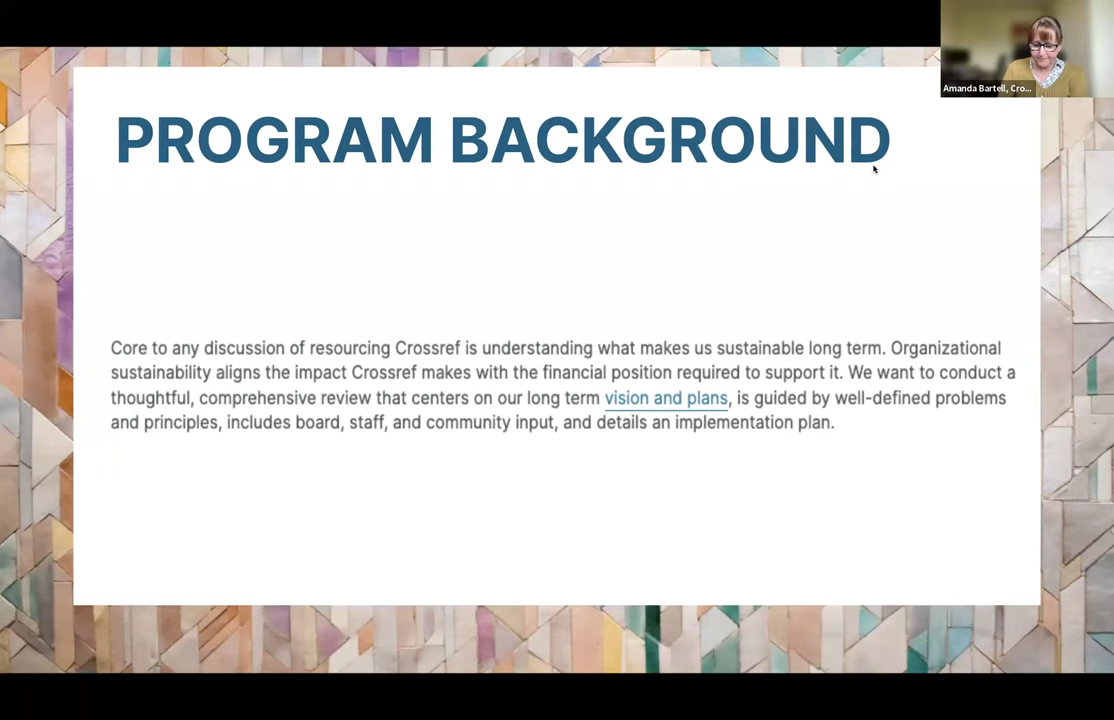 Amanda Bartell, Cro...
PROGRAM BACKGROUND
Core to any discussion of resourcing Crossref is understanding what makes us sustainable long term. Organizational
sustainability aligns the impact Crossref makes with the financial position required to support it. We want to conduct a
thoughtful, comprehensive review that centers on our long term vision and plans, is guided by well-defined problems
and principles, includes board, staff, and community input, and details an implementation plan.